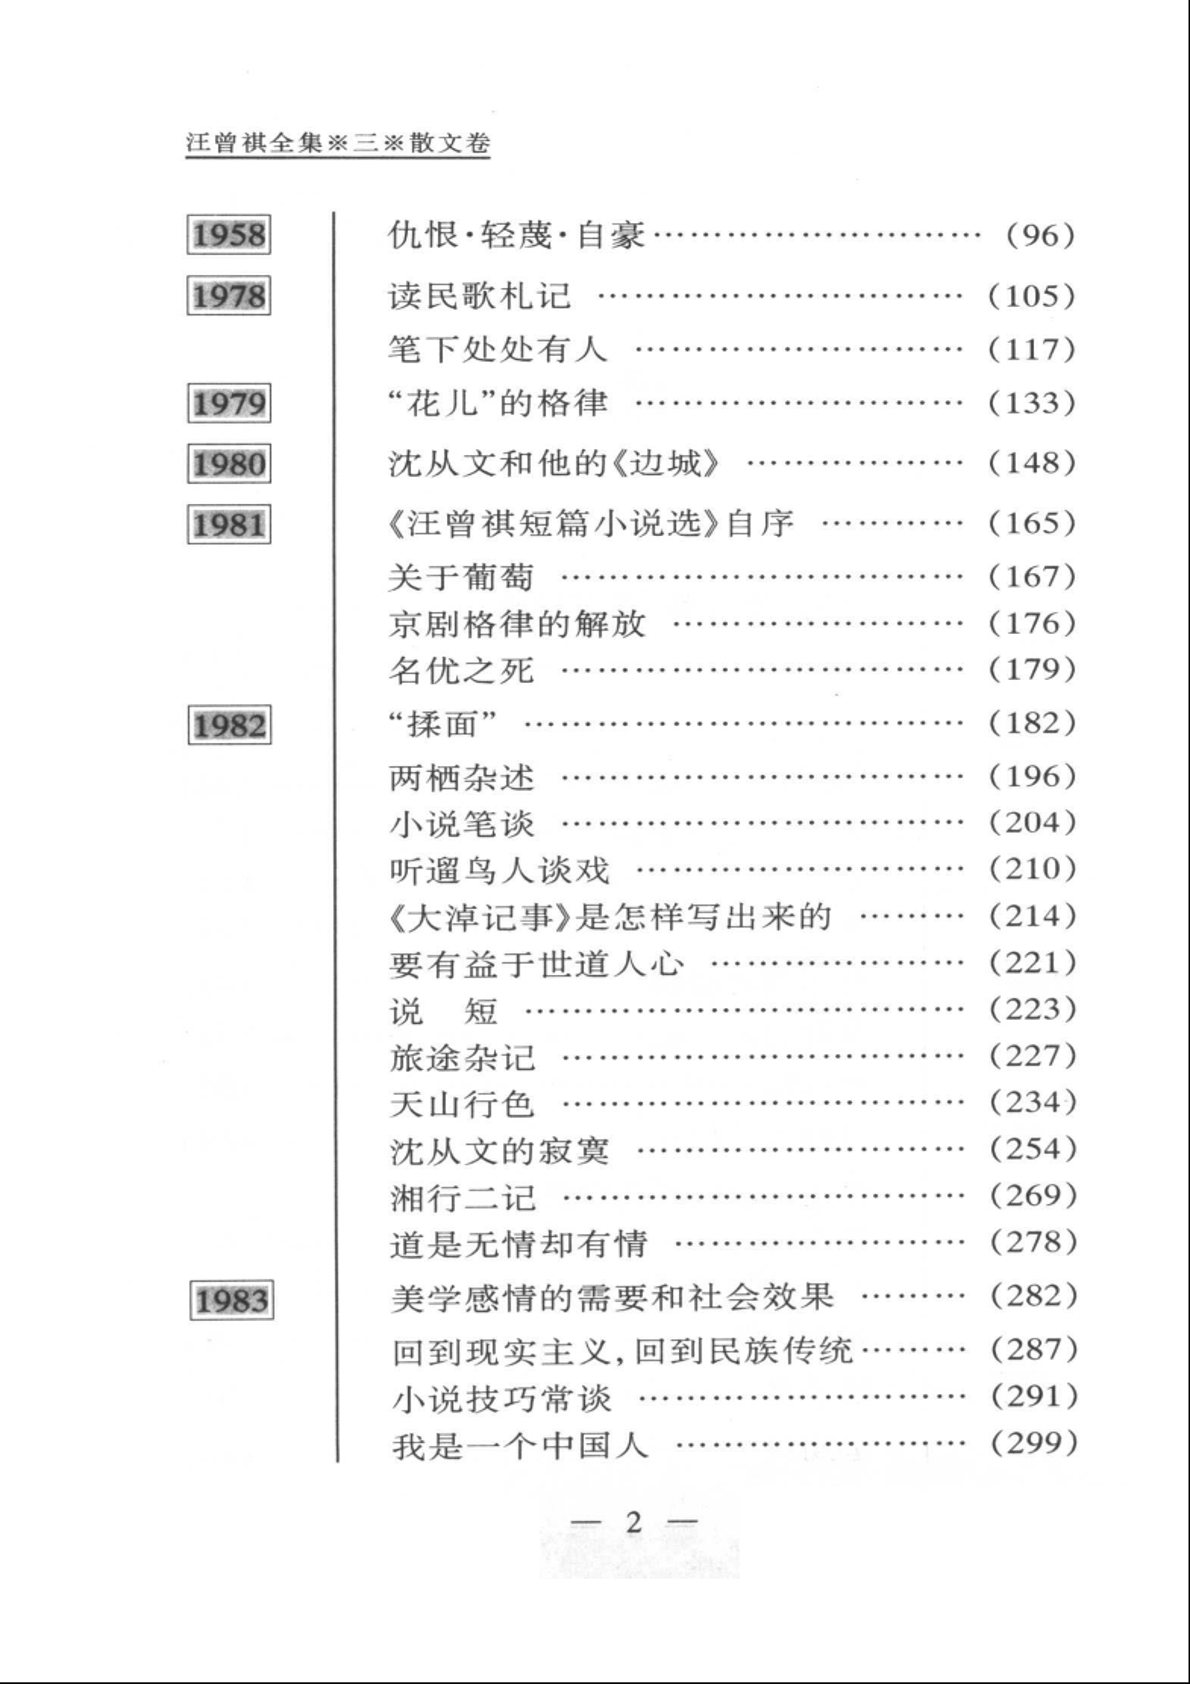 汪曾祺全集※三※散文卷
1958 仇恨·轻蔑·自豪………………………… (96)
1978 读民歌札记 ………………………… (105)
笔下处处有人 ……………………… (117)
1979 “花儿”的格律 ……………………… (133)
1980 沈从文和他的《边城》 ……………… (148)
1981 《汪曾祺短篇小说选》自序 ………… (165)
关于葡萄 …………………………… (167)
京剧格律的解放 …………………… (176)
名优之死 …………………………… (179)
1982 “揉面” ……………………………… (182)
两栖杂述 …………………………… (196)
小说笔谈 …………………………… (204)
听遛鸟人谈戏 ……………………… (210)
《大淖记事》是怎样写出来的 ……… (214)
要有益于世道人心 ………………… (221)
说 短 ……………………………… (223)
旅途杂记 …………………………… (227)
天山行色 …………………………… (234)
沈从文的寂寞 ……………………… (254)
湘行二记 …………………………… (269)
道是无情却有情 …………………… (278)
1983 美学感情的需要和社会效果 ……… (282)
回到现实主义,回到民族传统……… (287)
小说技巧常谈 ……………………… (291)
我是一个中国人 …………………… (299)
— 2 —